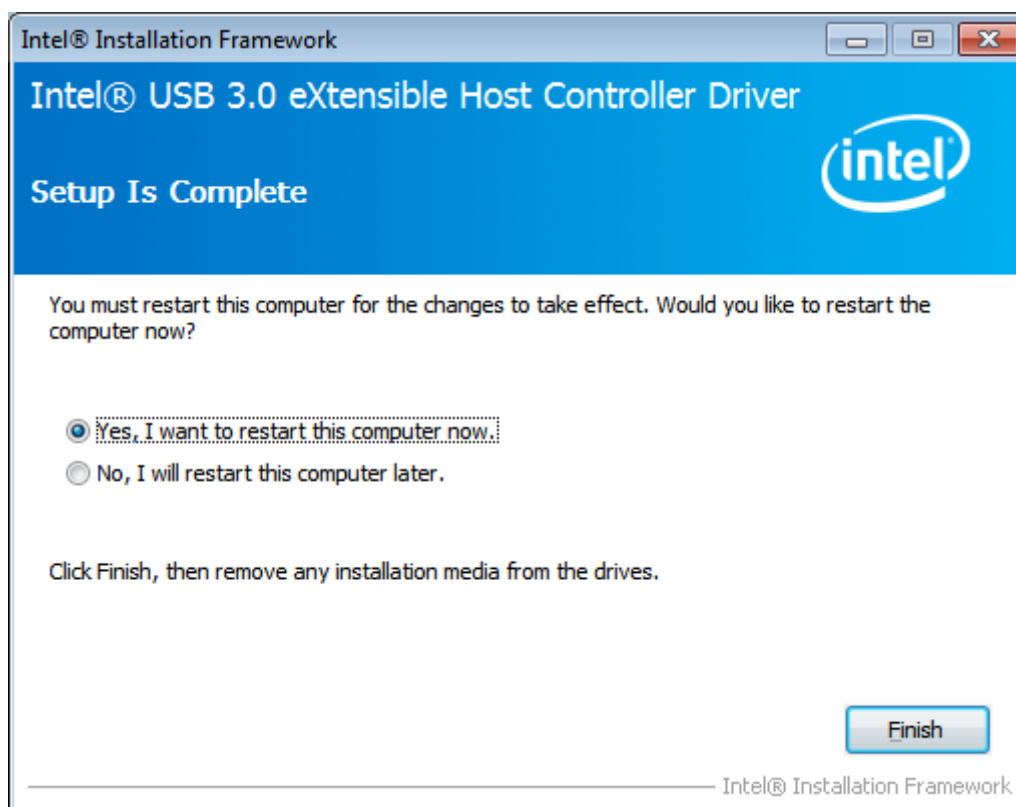 Intel® Installation Framework
Intel® USB 3.0 eXtensible Host Controller Driver
intel
Setup Is Complete
You must restart this computer for the changes to take effect. Would you like to restart the
computer now?
Yes, I want to restart this computer now.
No, I will restart this computer later.
Click Finish, then remove any installation media from the drives.
Finish
Intel® Installation Framework